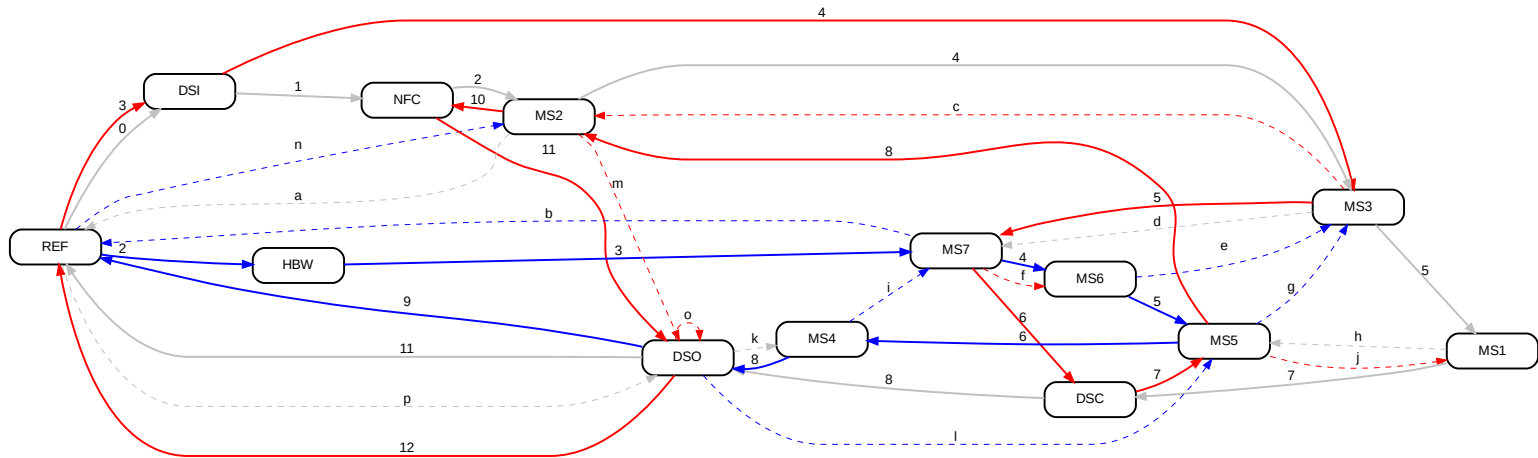 4
DSI
1
NFC
2
10
MS2
4
3
0
n
11
c
8
a
m
REF
2
b
HBW
3
5
d
MS3
MS7
4
f
MS6
e
5
9
i
g
5
6
o
k
MS4
8
6
MS5
h
j
MS1
DSO
11
8
7
DSC
7
p
l
12